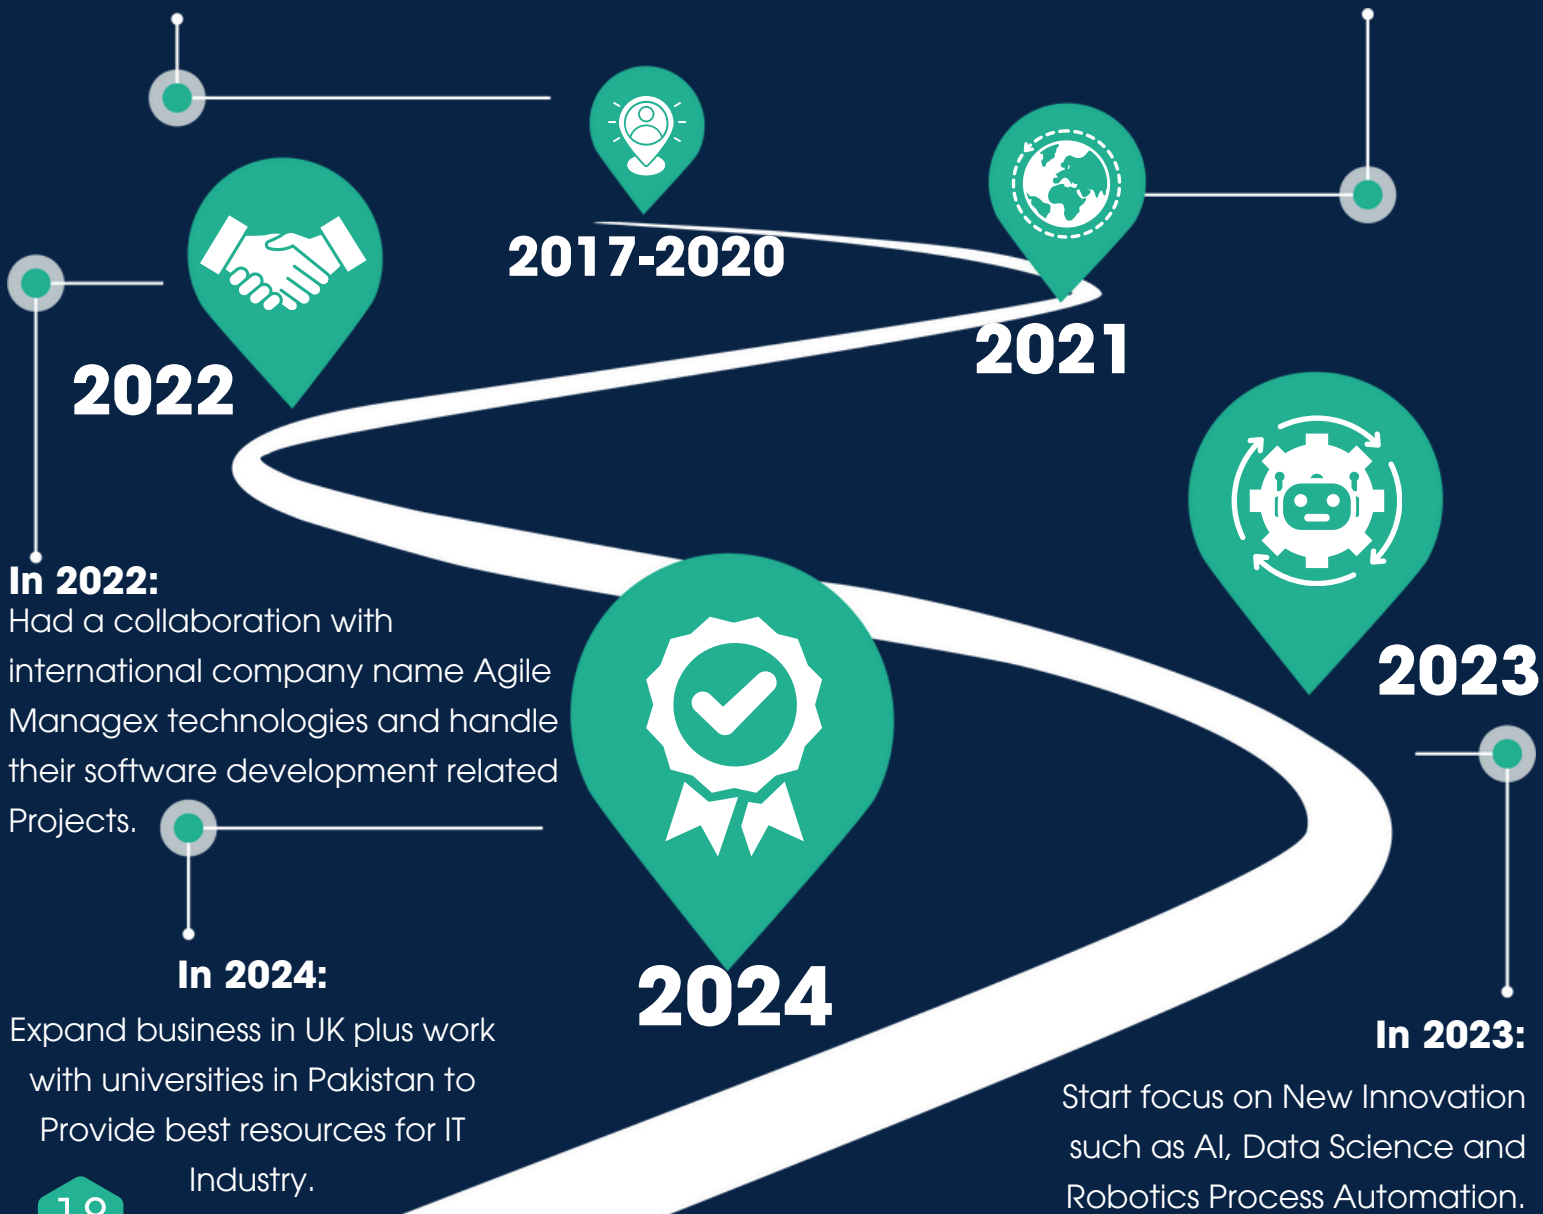 2017-2020
2021
2022
2023
In 2022:
Had a collaboration with
international company name Agile
Managex technologies and handle
their software development related
Projects.
2024
In 2024:
Expand business in UK plus work
with universities in Pakistan to
Provide best resources for IT
Industry.
In 2023:
Start focus on New Innovation
such as AI, Data Science and
Robotics Process Automation.